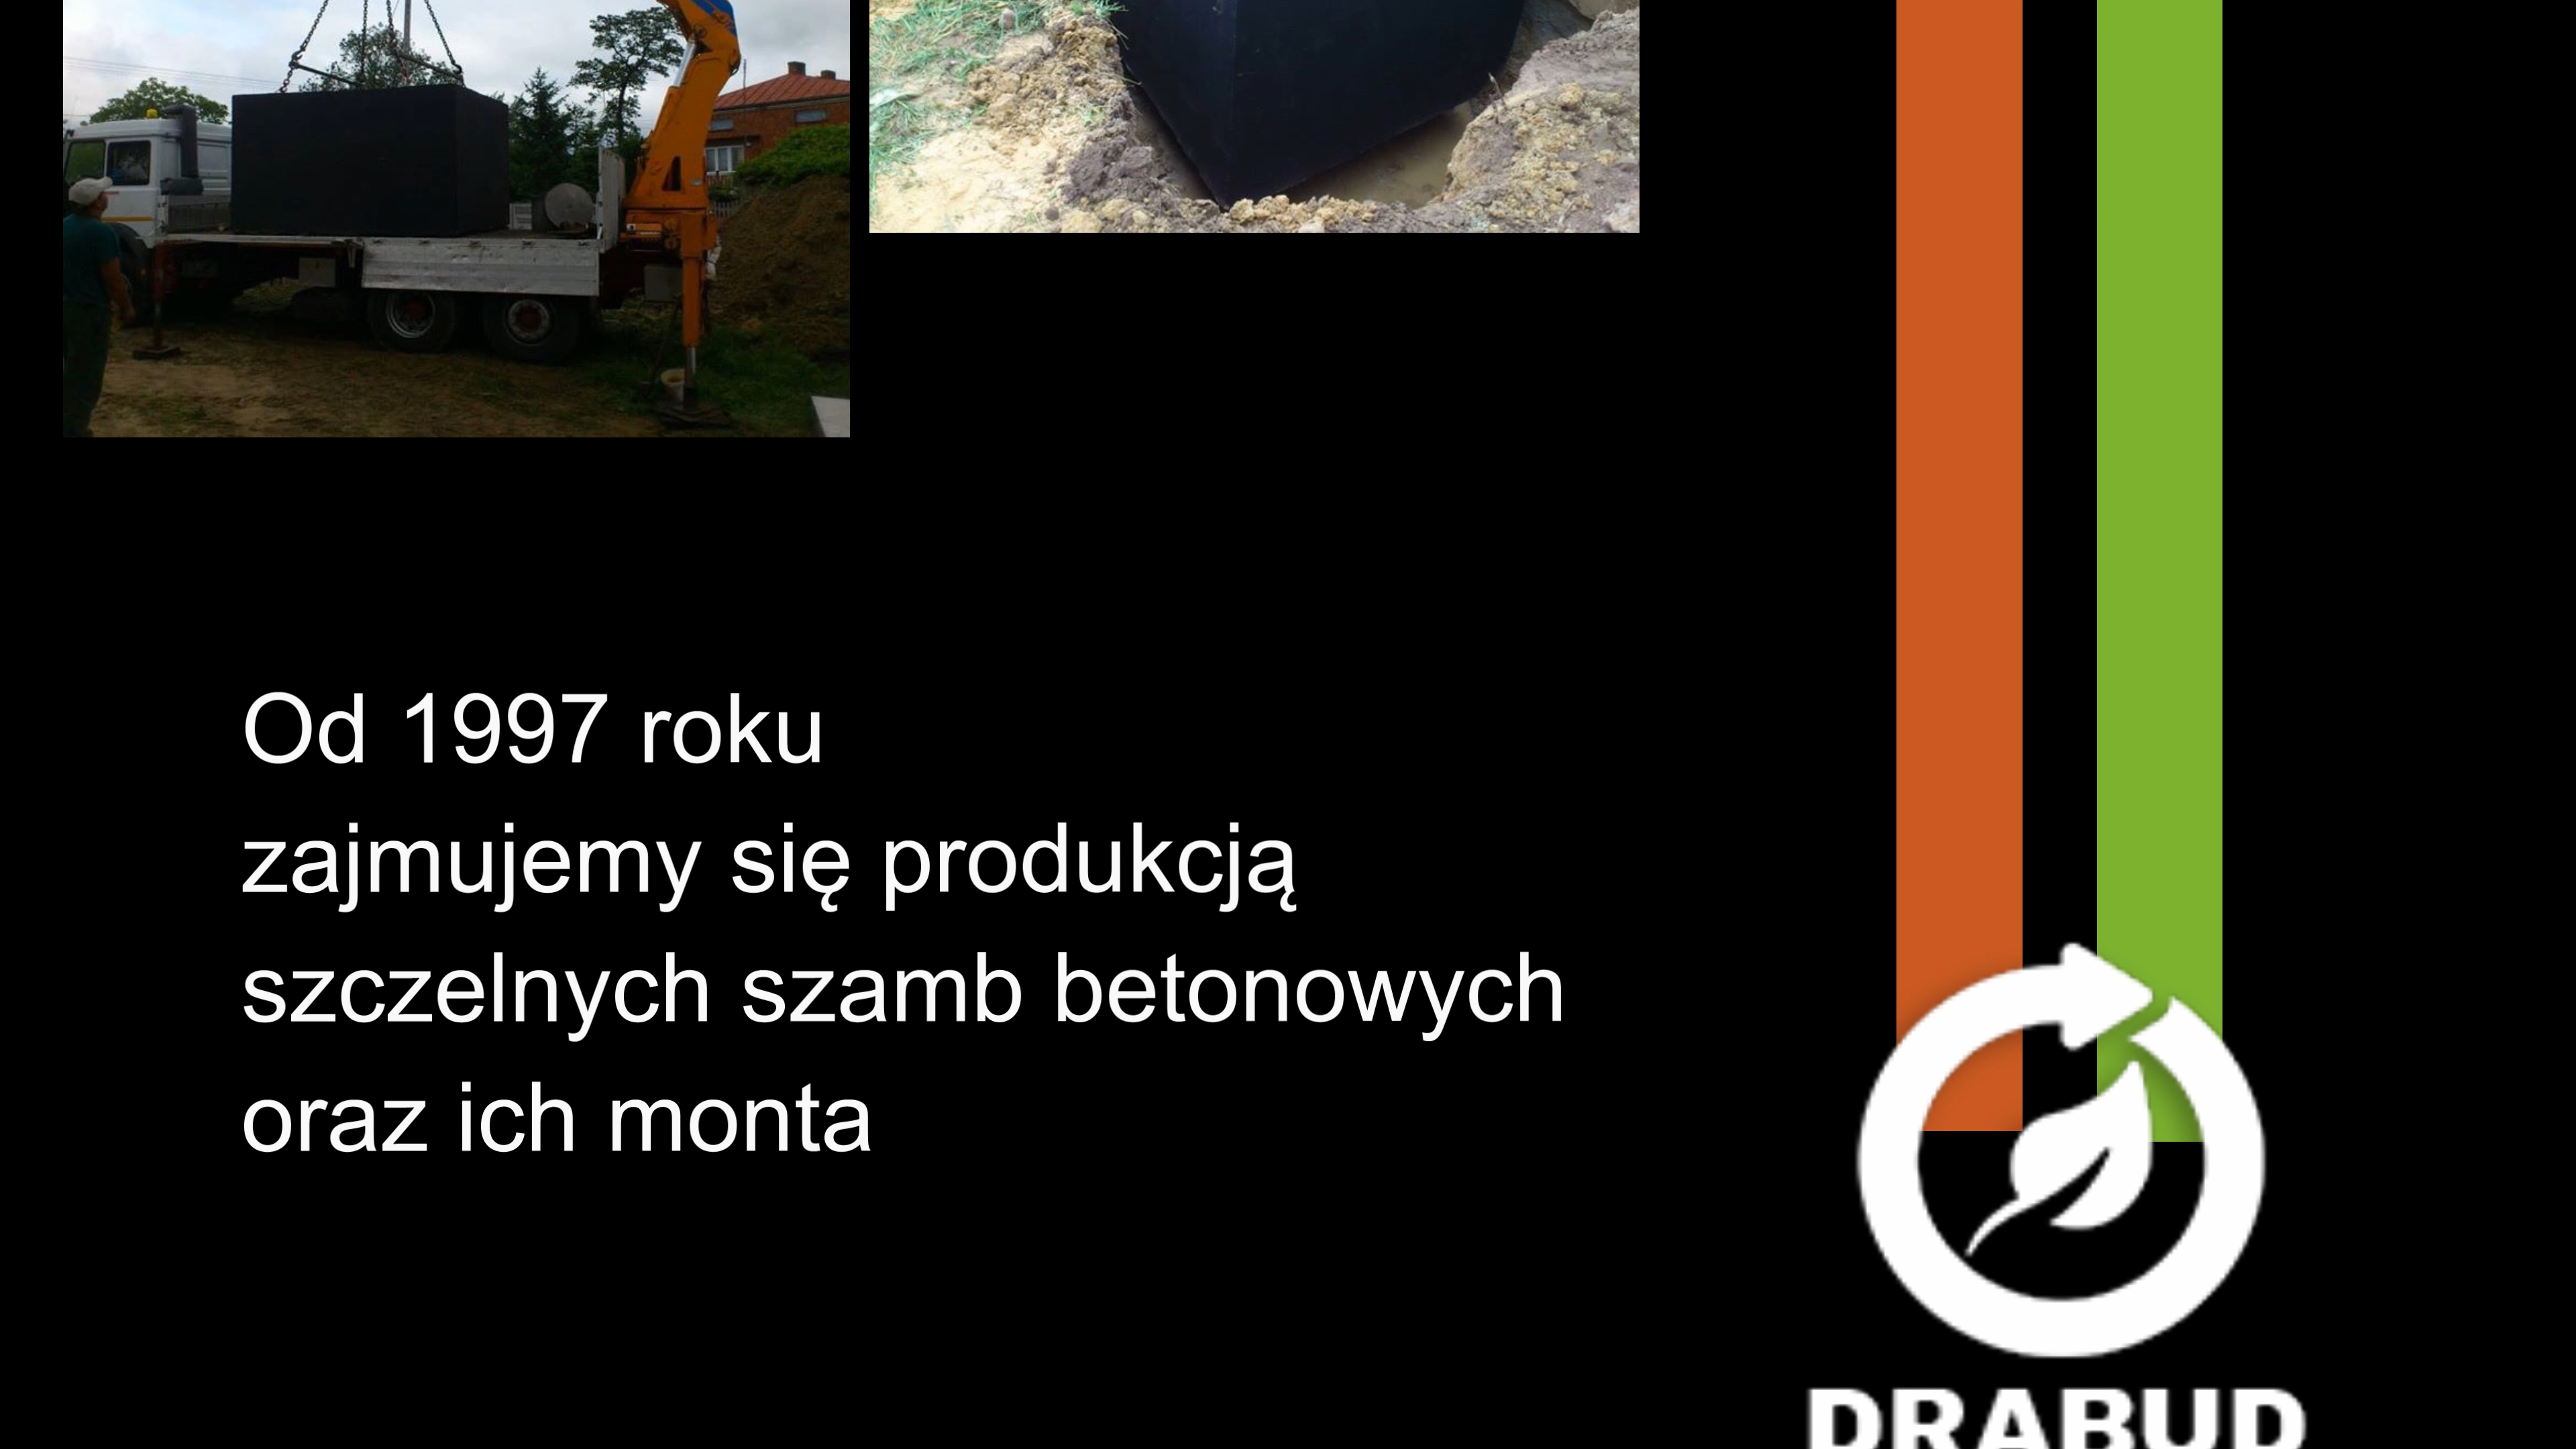 Od 1997 roku
zajmujemy się produkcją
szczelnych szamb betonowych
oraz ich monta
DRABUD